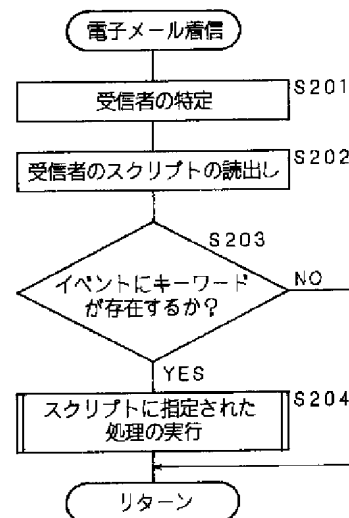 電子メール着信
受信者の特定
S201
受信者のスクリプトの読出し
S202
S203
イベントにキーワード
が存在するか?
NO
YES
スクリプトに指定された
処理の実行
S204
リターン